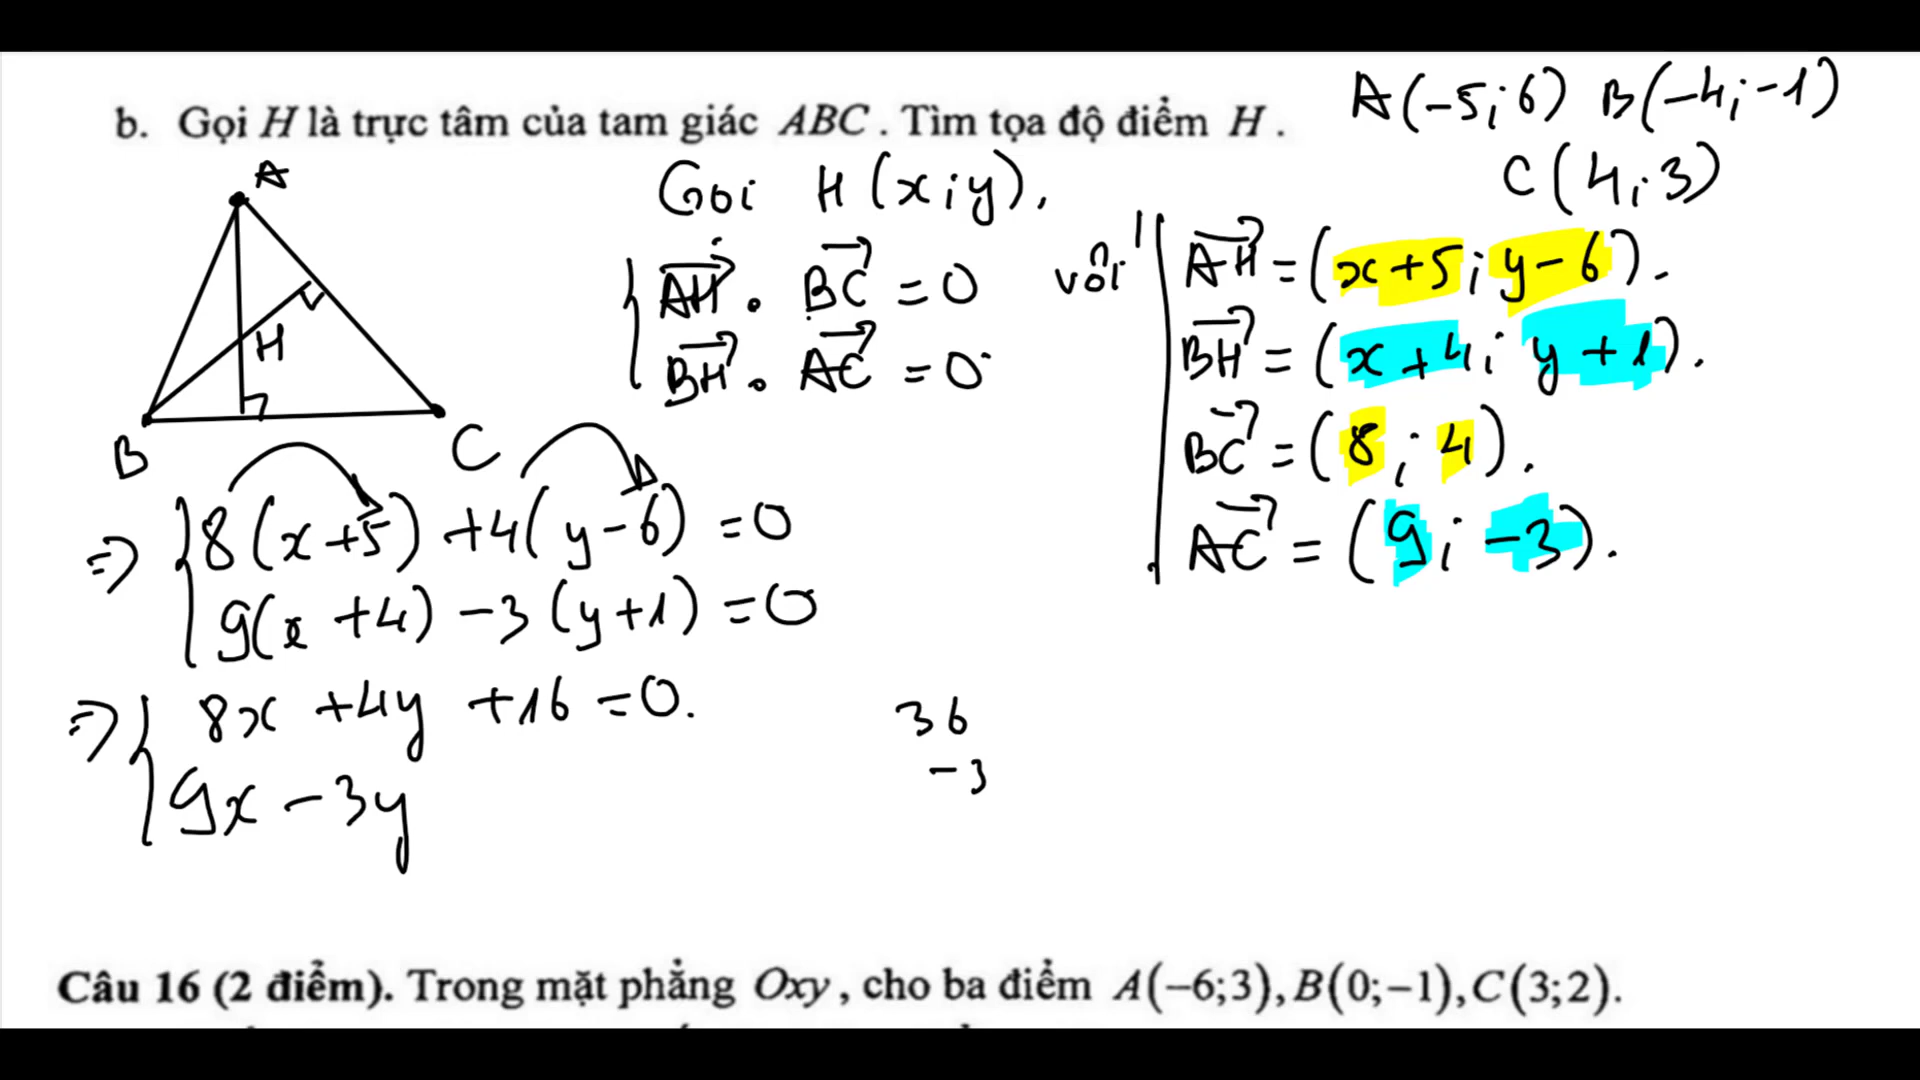 b. Gọi H là trực tâm của tam giác ABC. Tìm tọa độ điểm H.
A(-5;6) B(-4;-1)
C(4;3)
A
H
B
C
Gọi H(x;y).
AH . BC = 0
BH . AC = 0
với
AH = (x+5; y-6).
BH = (x+4; y+1).
BC = (8; 4).
AC = (9; -3).
=> { 8(x+5) +4(y-6) =0
9(x+4) -3(y+1) =0
=> { 8x +4y +16 =0.
9x -3y
36
-3
Câu 16 (2 điểm). Trong mặt phẳng Oxy, cho ba điểm A(-6;3), B(0;-1), C(3;2).